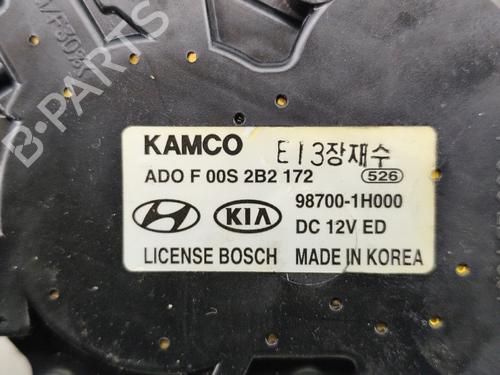 B-PARTS
KAMCO E13장재수
ADO F 00S 2B2 172 526
KIA 98700-1H000
DC 12V ED
LICENSE BOSCH MADE IN KOREA